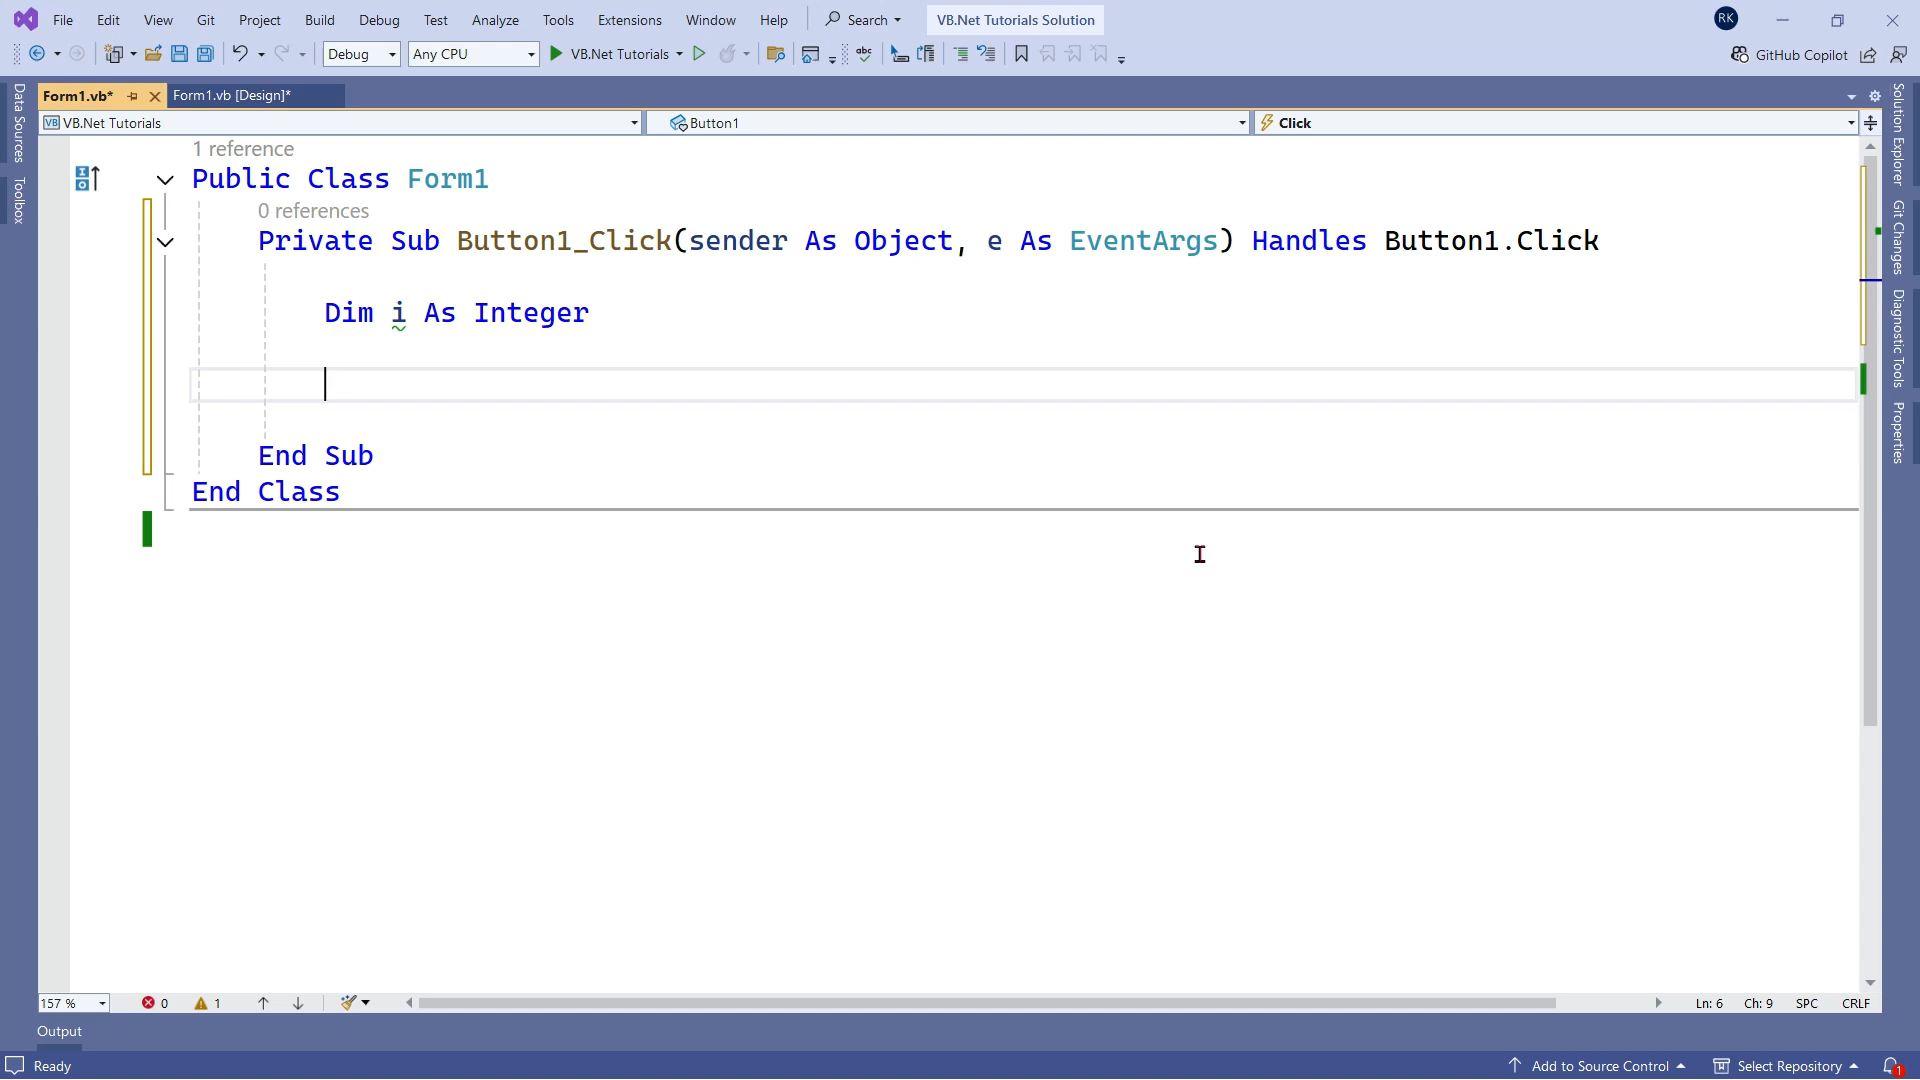 File Edit View Git Project Build Debug Test Analyze Tools Extensions Window Help Search VB.Net Tutorials Solution RK
Debug Any CPU VB.Net Tutorials abc GitHub Copilot
Form1.vb* Form1.vb [Design]*
VB VB.Net Tutorials Button1 Click
1 reference
Public Class Form1
0 references
Private Sub Button1_Click(sender As Object, e As EventArgs) Handles Button1.Click
Dim i As Integer
End Sub
End Class
Data Sources
Toolbox
Solution Explorer
Git Changes
Diagnostic Tools
Properties
157 % 0 1 Ln: 6 Ch: 9 SPC CRLF
Output
Ready Add to Source Control Select Repository 1